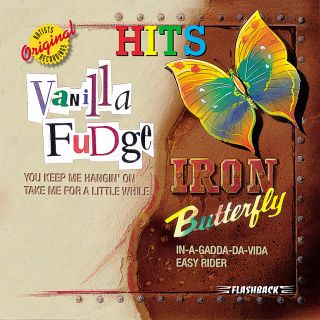 ARTISTS
Original
RECORDINGS
HITS
Vanilla
FuDge
YOU KEEP ME HANGIN' ON
TAKE ME FOR A LITTLE WHILE
IRON
Butterfly
IN-A-GADDA-DA-VIDA
EASY RIDER
FLASHBACK